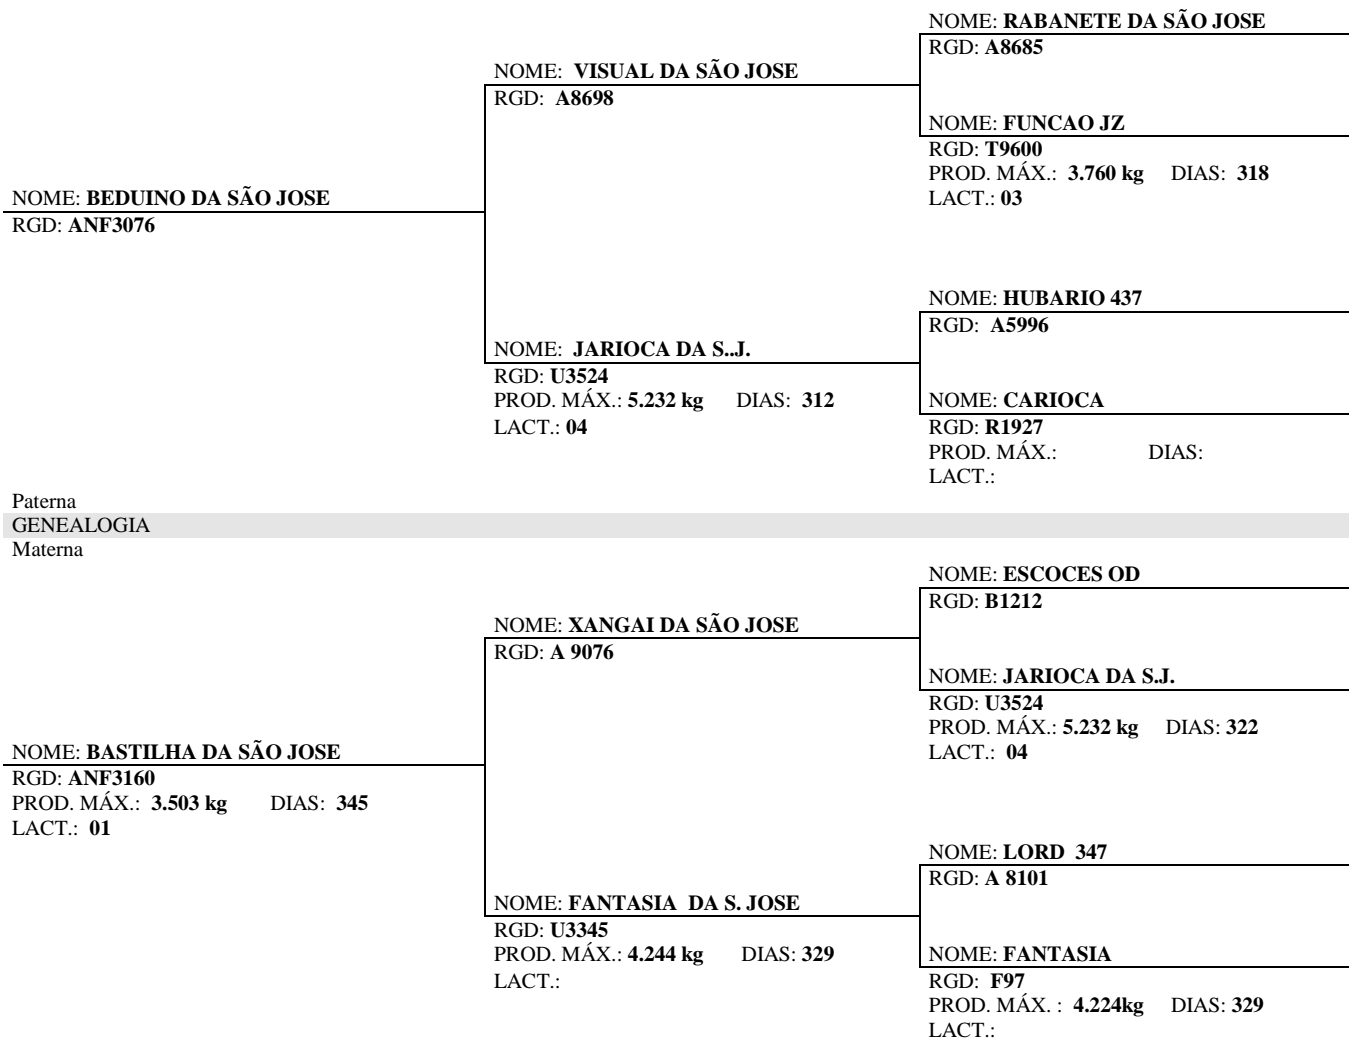 NOME: RABANETE DA SÃO JOSE
RGD: A8685
NOME: VISUAL DA SÃO JOSE
RGD: A8698
NOME: FUNCAO JZ
RGD: T9600
PROD. MÁX.: 3.760 kg DIAS: 318
LACT.: 03
NOME: BEDUINO DA SÃO JOSE
RGD: ANF3076
NOME: HUBARIO 437
RGD: A5996
NOME: JARIOCA DA S..J.
RGD: U3524
PROD. MÁX.: 5.232 kg DIAS: 312
LACT.: 04
NOME: CARIOCA
RGD: R1927
PROD. MÁX.: DIAS:
LACT.:
Paterna
GENEALOGIA
Materna
NOME: ESCOCES OD
RGD: B1212
NOME: XANGAI DA SÃO JOSE
RGD: A 9076
NOME: JARIOCA DA S.J.
RGD: U3524
PROD. MÁX.: 5.232 kg DIAS: 322
LACT.: 04
NOME: BASTILHA DA SÃO JOSE
RGD: ANF3160
PROD. MÁX.: 3.503 kg DIAS: 345
LACT.: 01
NOME: LORD 347
RGD: A 8101
NOME: FANTASIA DA S. JOSE
RGD: U3345
PROD. MÁX.: 4.244 kg DIAS: 329
LACT.:
NOME: FANTASIA
RGD: F97
PROD. MÁX. : 4.224kg DIAS: 329
LACT.: